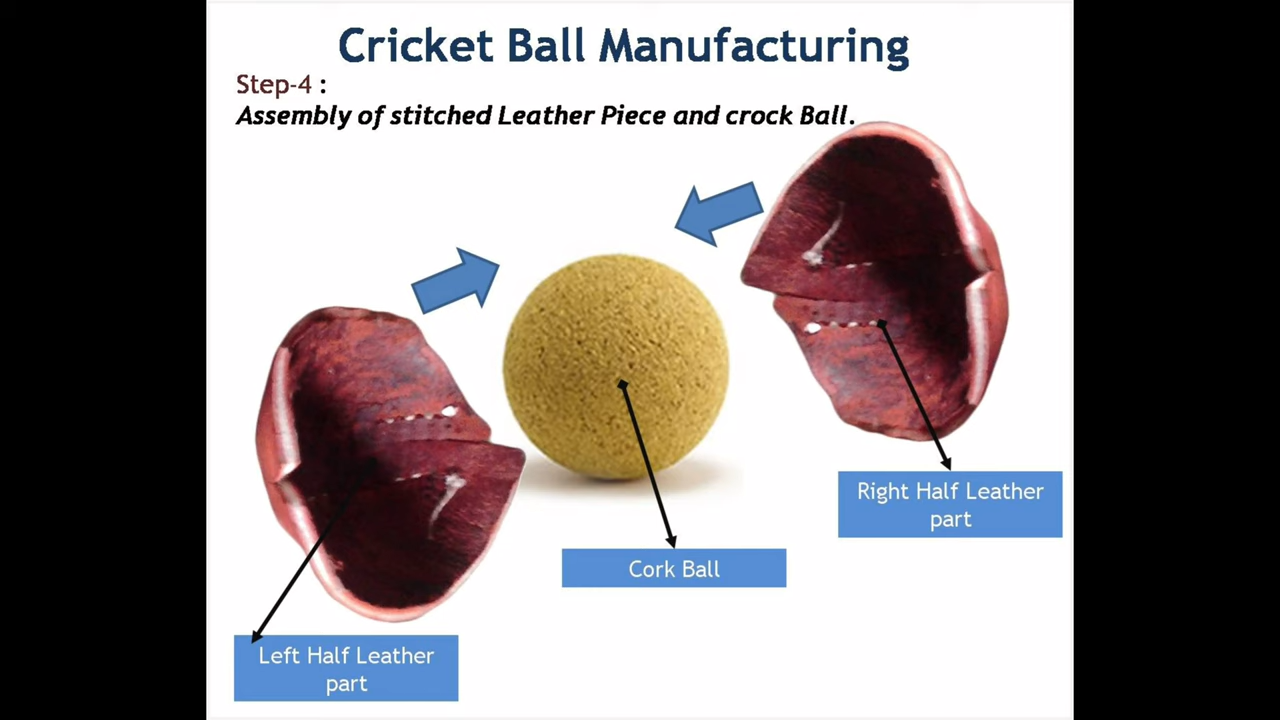 Cricket Ball Manufacturing
Step-4 :
Assembly of stitched Leather Piece and crock Ball.
Right Half Leather
part
Cork Ball
Left Half Leather
part